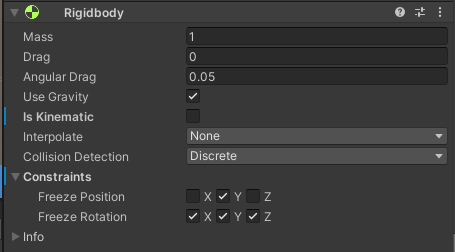 Rigidbody
Mass 1
Drag 0
Angular Drag 0.05
Use Gravity
Is Kinematic
Interpolate None
Collision Detection Discrete
Constraints
Freeze Position X Y Z
Freeze Rotation X Y Z
Info